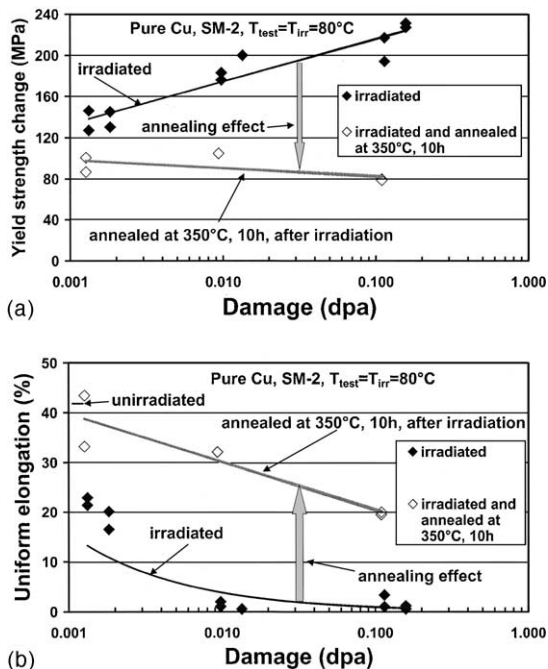 Pure Cu, SM-2, Ttest=Tirr=80°C
Yield strength change (MPa)
240
200
160
120
80
40
0
irradiated
annealing effect
irradiated
irradiated and annealed
at 350°C, 10h
annealed at 350°C, 10h, after irradiation
0.001
0.010
0.100
1.000
(a)
Damage (dpa)
Pure Cu, SM-2, Ttest=Tirr=80°C
Uniform elongation (%)
50
40
30
20
10
0
unirradiated
annealed at 350°C, 10h, after irradiation
irradiated
irradiated and
annealed at
350°C, 10h
irradiated
annealing effect
0.001
0.010
0.100
1.000
(b)
Damage (dpa)